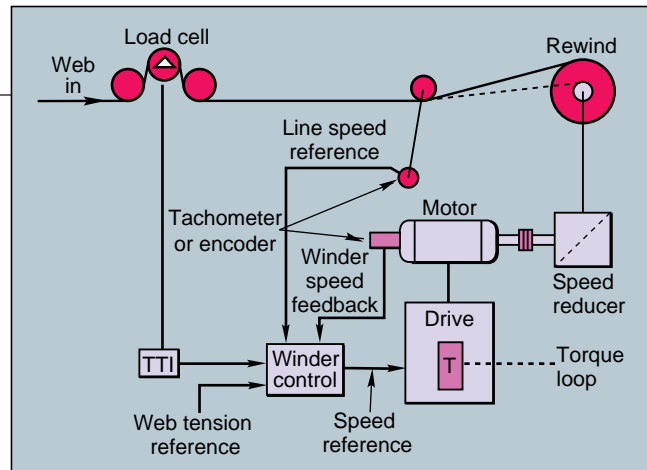 Load cell
Rewind
Web
in
Line speed
reference
Tachometer
or encoder
Motor
Winder
speed
feedback
Speed
reducer
Drive
TTI
Winder
control
T
Torque
loop
Web tension
reference
Speed
reference